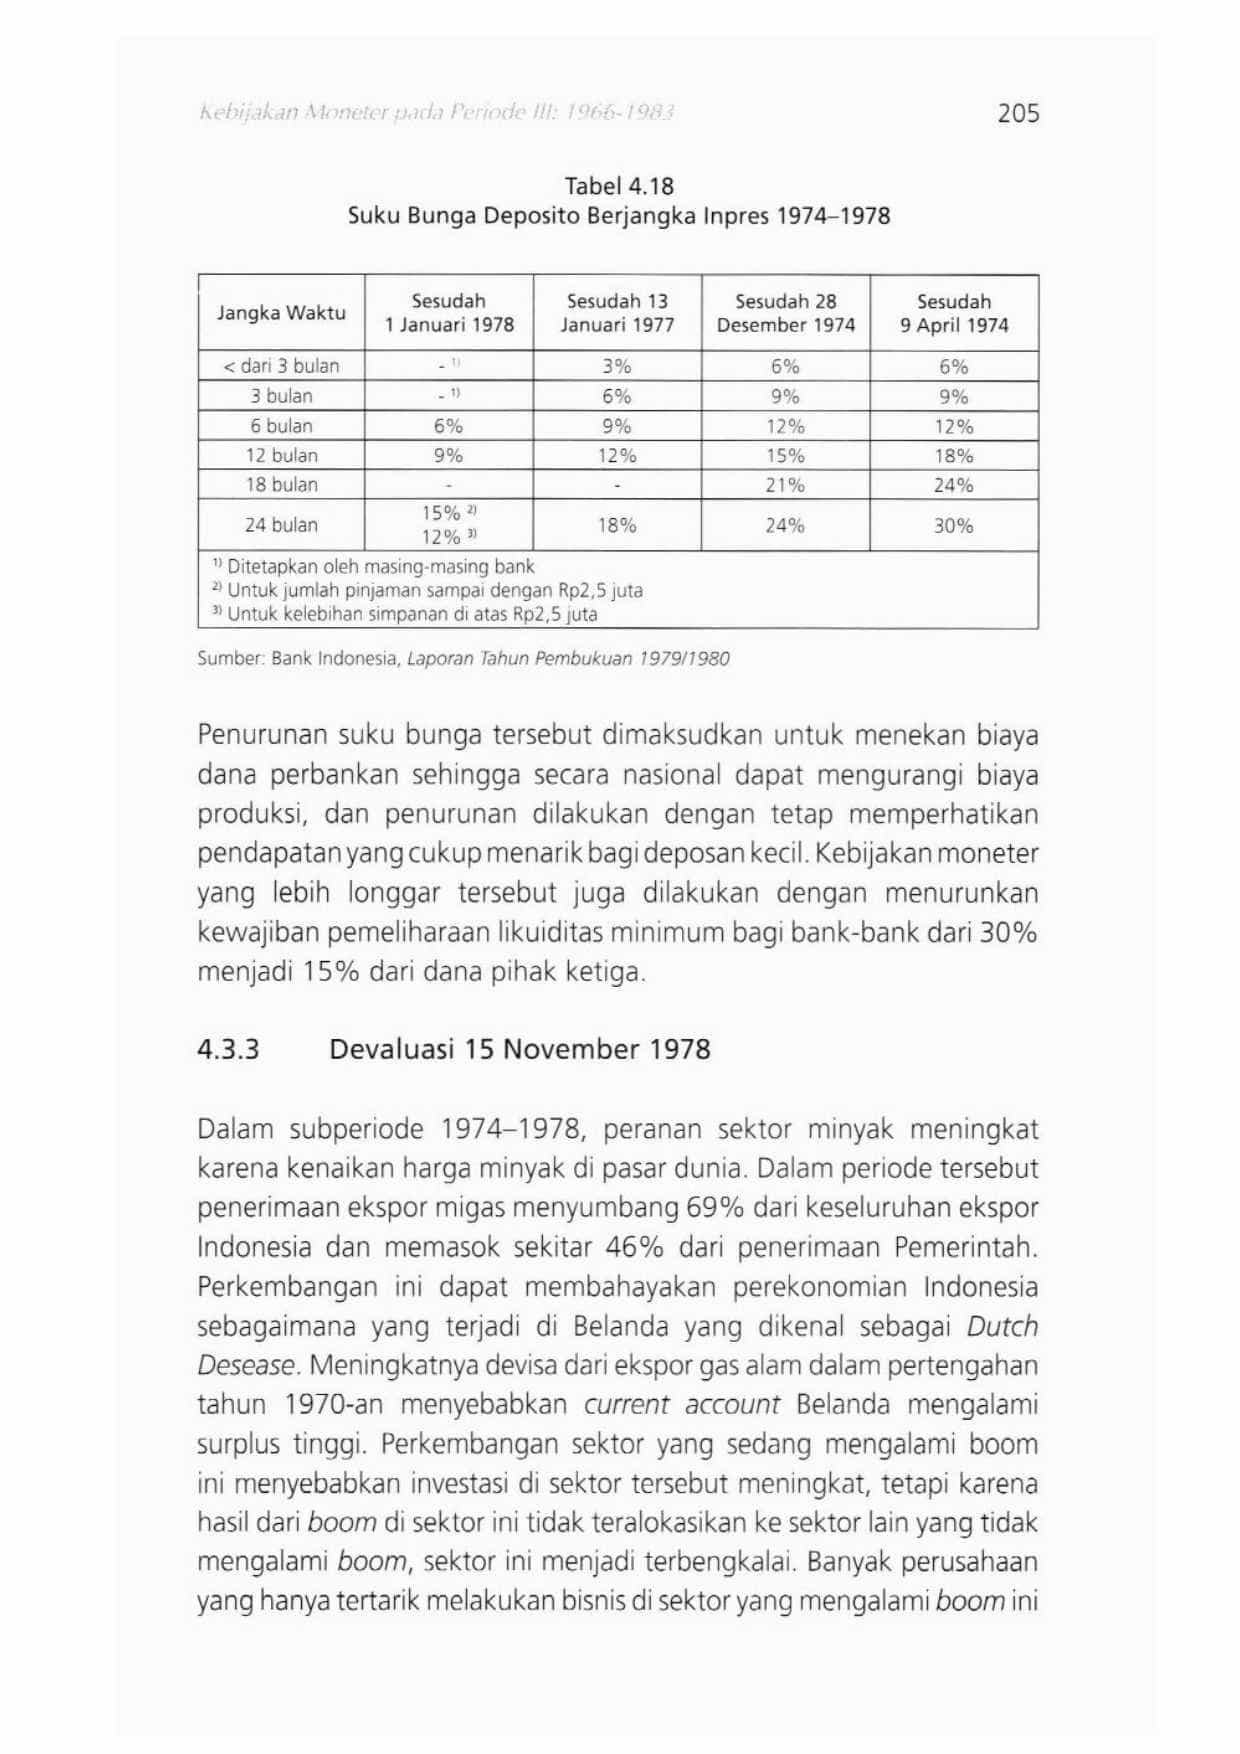 Kebijakan Moneter pada Periode III: 1966-1983 205
Tabel 4.18
Suku Bunga Deposito Berjangka Inpres 1974–1978
Jangka Waktu Sesudah 1 Januari 1978 Sesudah 13 Januari 1977 Sesudah 28 Desember 1974 Sesudah 9 April 1974
< dari 3 bulan - 1) 3% 6% 6%
3 bulan - 1) 6% 9% 9%
6 bulan 6% 9% 12% 12%
12 bulan 9% 12% 15% 18%
18 bulan - - 21% 24%
24 bulan 15% 2) 12% 3) 18% 24% 30%
1) Ditetapkan oleh masing-masing bank
2) Untuk jumlah pinjaman sampai dengan Rp2,5 juta
3) Untuk kelebihan simpanan di atas Rp2,5 juta
Sumber: Bank Indonesia, Laporan Tahun Pembukuan 1979/1980
Penurunan suku bunga tersebut dimaksudkan untuk menekan biaya
dana perbankan sehingga secara nasional dapat mengurangi biaya
produksi, dan penurunan dilakukan dengan tetap memperhatikan
pendapatan yang cukup menarik bagi deposan kecil. Kebijakan moneter
yang lebih longgar tersebut juga dilakukan dengan menurunkan
kewajiban pemeliharaan likuiditas minimum bagi bank-bank dari 30%
menjadi 15% dari dana pihak ketiga.
4.3.3 Devaluasi 15 November 1978
Dalam subperiode 1974–1978, peranan sektor minyak meningkat
karena kenaikan harga minyak di pasar dunia. Dalam periode tersebut
penerimaan ekspor migas menyumbang 69% dari keseluruhan ekspor
Indonesia dan memasok sekitar 46% dari penerimaan Pemerintah.
Perkembangan ini dapat membahayakan perekonomian Indonesia
sebagaimana yang terjadi di Belanda yang dikenal sebagai Dutch
Desease. Meningkatnya devisa dari ekspor gas alam dalam pertengahan
tahun 1970-an menyebabkan current account Belanda mengalami
surplus tinggi. Perkembangan sektor yang sedang mengalami boom
ini menyebabkan investasi di sektor tersebut meningkat, tetapi karena
hasil dari boom di sektor ini tidak teralokasikan ke sektor lain yang tidak
mengalami boom, sektor ini menjadi terbengkalai. Banyak perusahaan
yang hanya tertarik melakukan bisnis di sektor yang mengalami boom ini